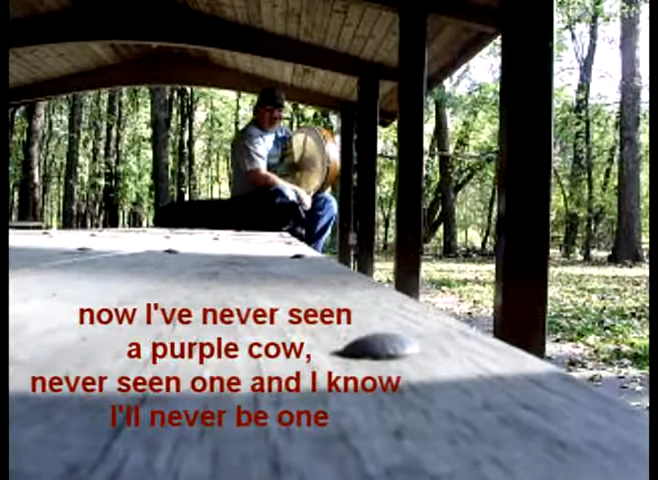 now I've never seen
a purple cow,
never seen one and I know
I'll never be one